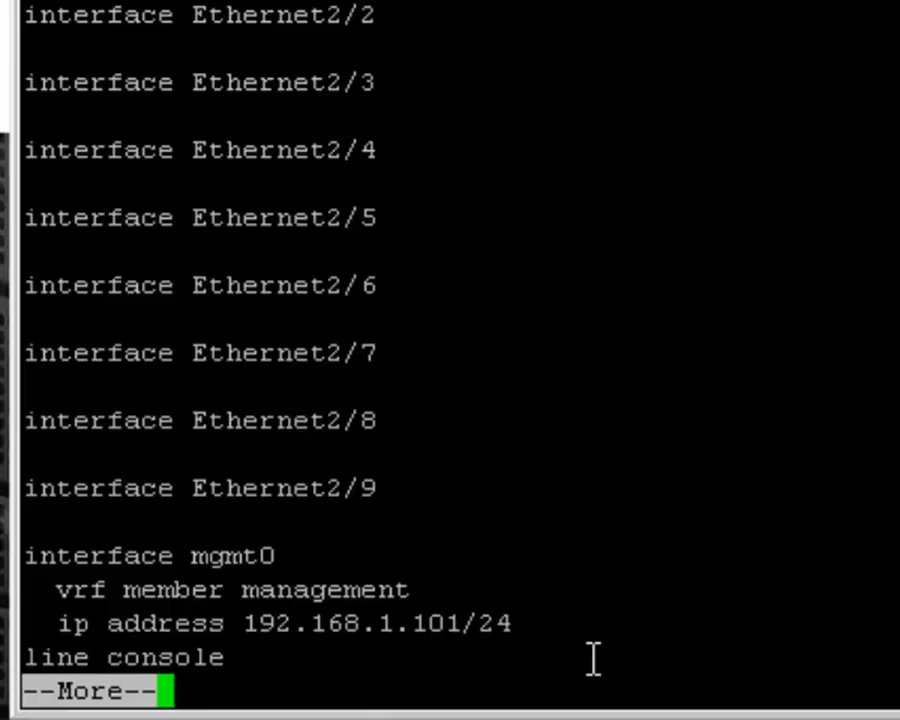 interface Ethernet2/2
interface Ethernet2/3
interface Ethernet2/4
interface Ethernet2/5
interface Ethernet2/6
interface Ethernet2/7
interface Ethernet2/8
interface Ethernet2/9
interface mgmt0
  vrf member management
  ip address 192.168.1.101/24
line console
--More--